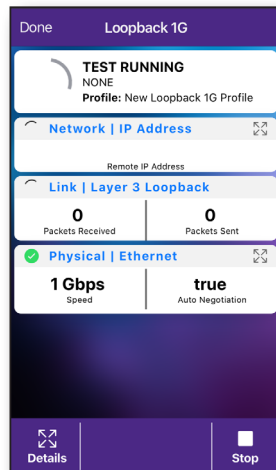 Done Loopback 1G
TEST RUNNING
NONE
Profile: New Loopback 1G Profile
Network | IP Address
Remote IP Address
Link | Layer 3 Loopback
0 0
Packets Received Packets Sent
Physical | Ethernet
1 Gbps true
Speed Auto Negotiation
Details Stop